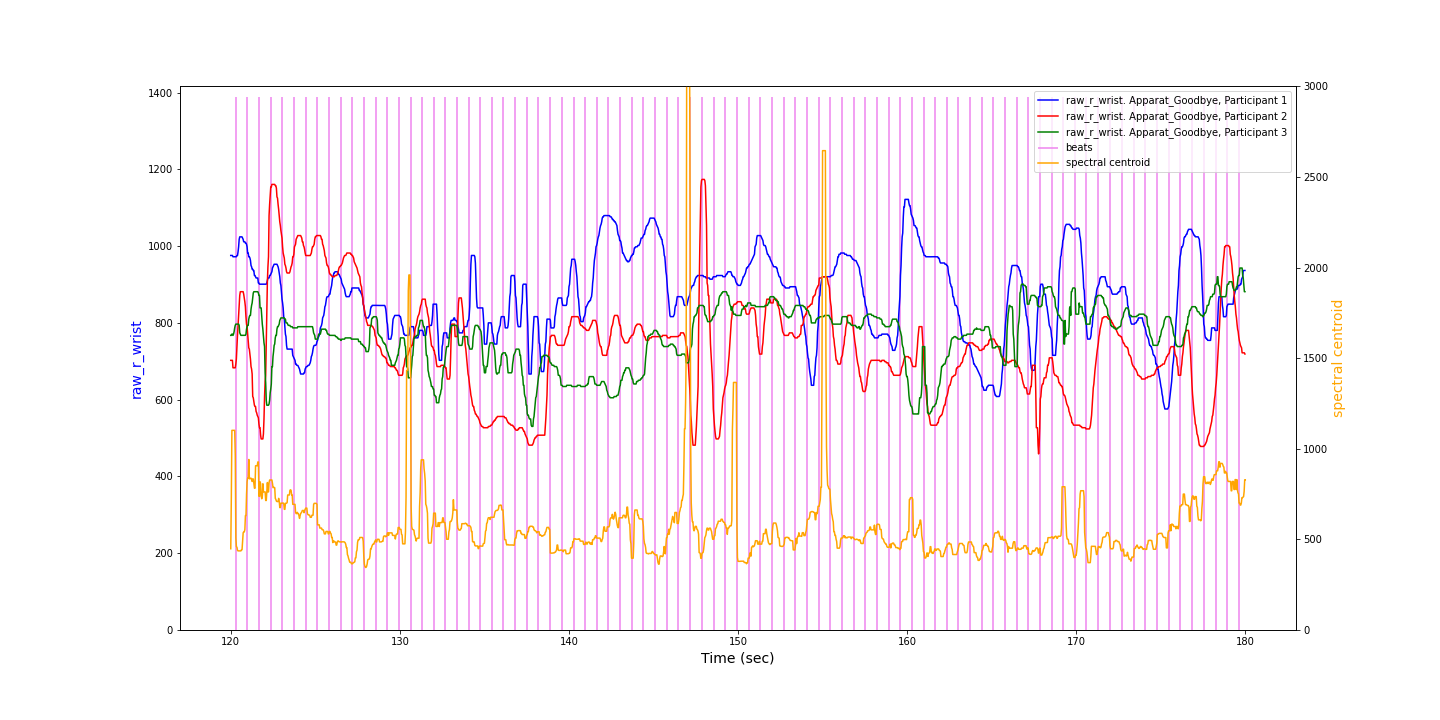 raw_r_wrist. Apparat_Goodbye, Participant 1
raw_r_wrist. Apparat_Goodbye, Participant 2
raw_r_wrist. Apparat_Goodbye, Participant 3
beats
spectral centroid
raw_r_wrist
1400
1200
1000
800
600
400
200
0
3000
2500
2000
1500
1000
500
0
spectral centroid
120
130
140
150
160
170
180
Time (sec)